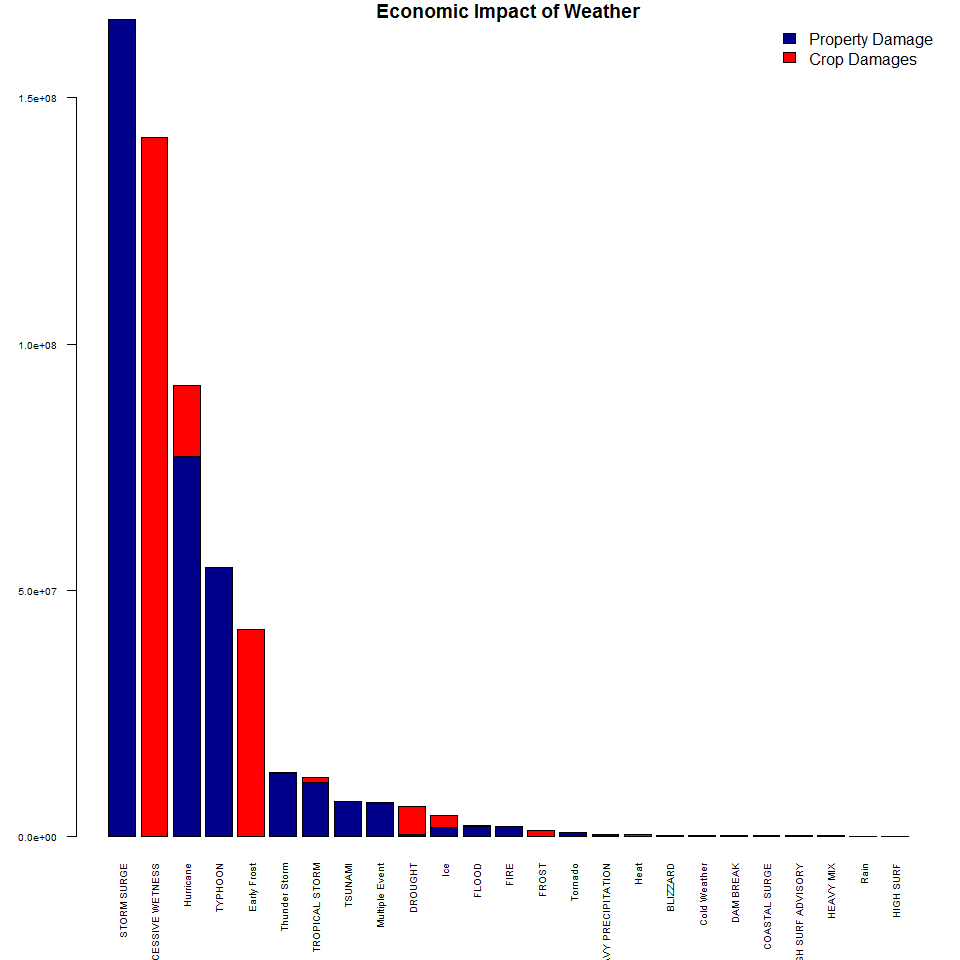 Economic Impact of Weather
Property Damage
Crop Damages
1.5e+08
1.0e+08
5.0e+07
0.0e+00
STORM SURGE
CESSIVE WETNESS
Hurricane
TYPHOON
Early Frost
Thunder Storm
TROPICAL STORM
TSUNAMI
Multiple Event
DROUGHT
Ice
FLOOD
FIRE
FROST
Tornado
AVY PRECIPITATION
Heat
BLIZZARD
Cold Weather
DAM BREAK
COASTAL SURGE
GH SURF ADVISORY
HEAVY MIX
Rain
HIGH SURF